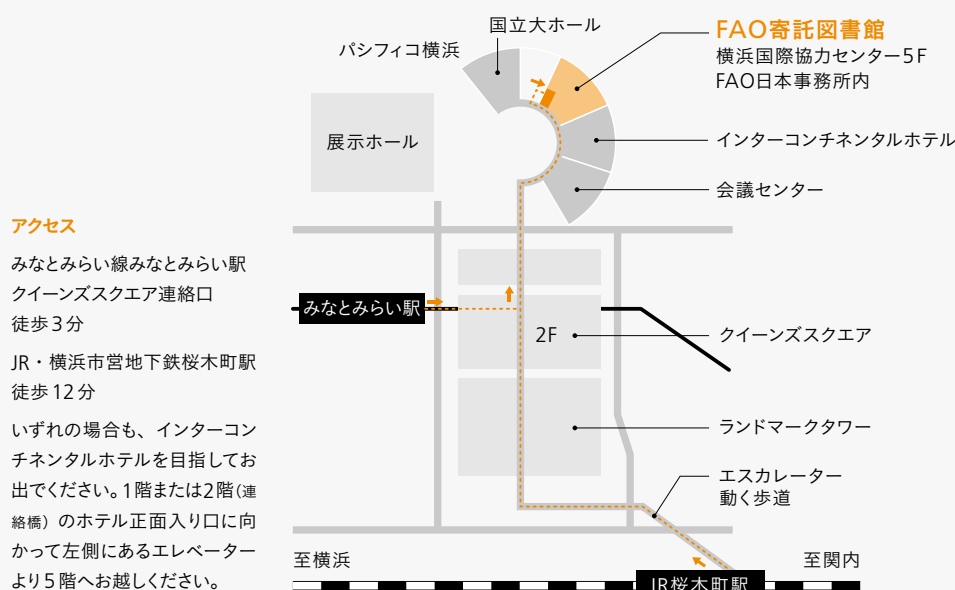 国立大ホール
パシフィコ横浜
FAO寄託図書館
横浜国際協力センター5F
FAO日本事務所内
展示ホール
インターコンチネンタルホテル
会議センター
アクセス
みなとみらい線みなとみらい駅
クイーンズスクエア連絡口
徒歩3分
JR・横浜市営地下鉄桜木町駅
徒歩12分
いずれの場合も、インターコン
チネンタルホテルを目指してお
出でください。1階または2階(連
絡橋）のホテル正面入り口に向
かって左側にあるエレベーター
より5階へお越しください。
みなとみらい駅
2F
クイーンズスクエア
ランドマークタワー
エスカレーター
動く歩道
至横浜
至関内
JR桜木町駅